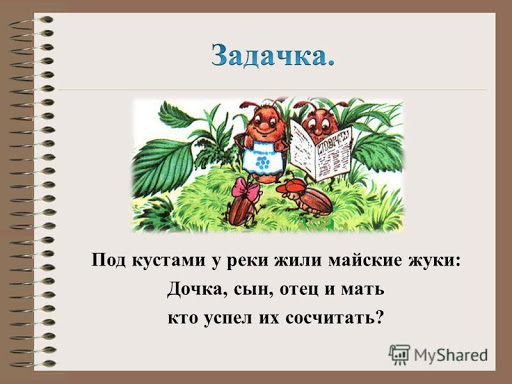 Задачка.
Под кустами у реки жили майские жуки:
Дочка, сын, отец и мать
кто успел их сосчитать?
MyShared